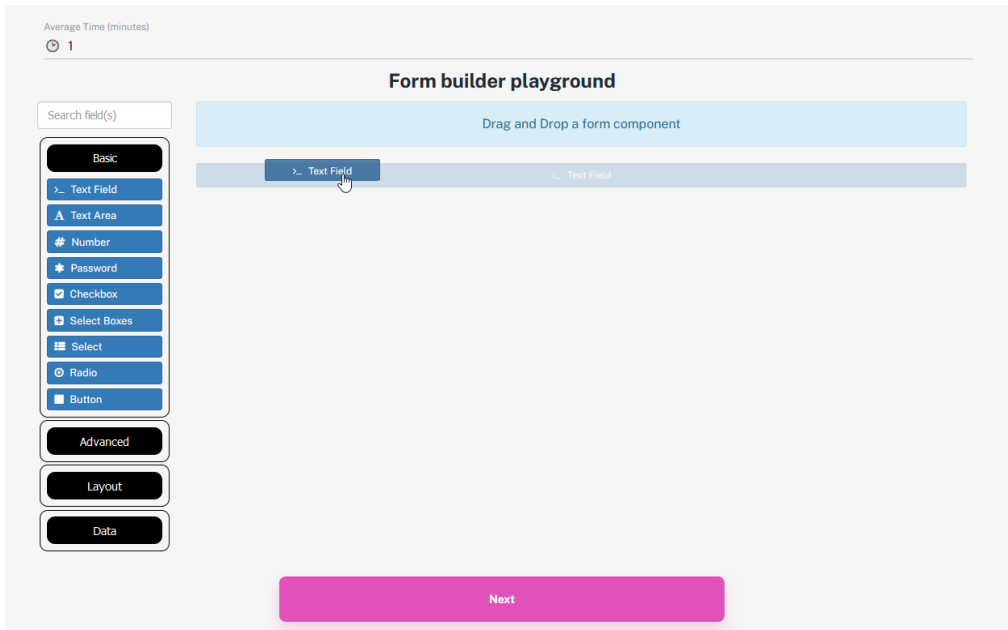 Average Time (minutes)
1
Form builder playground
Search field(s)
Drag and Drop a form component
Basic
Text Field
Text Area
Number
Password
Checkbox
Select Boxes
Select
Radio
Button
Advanced
Layout
Data
>_ Text Field
>_ Text Field
Next